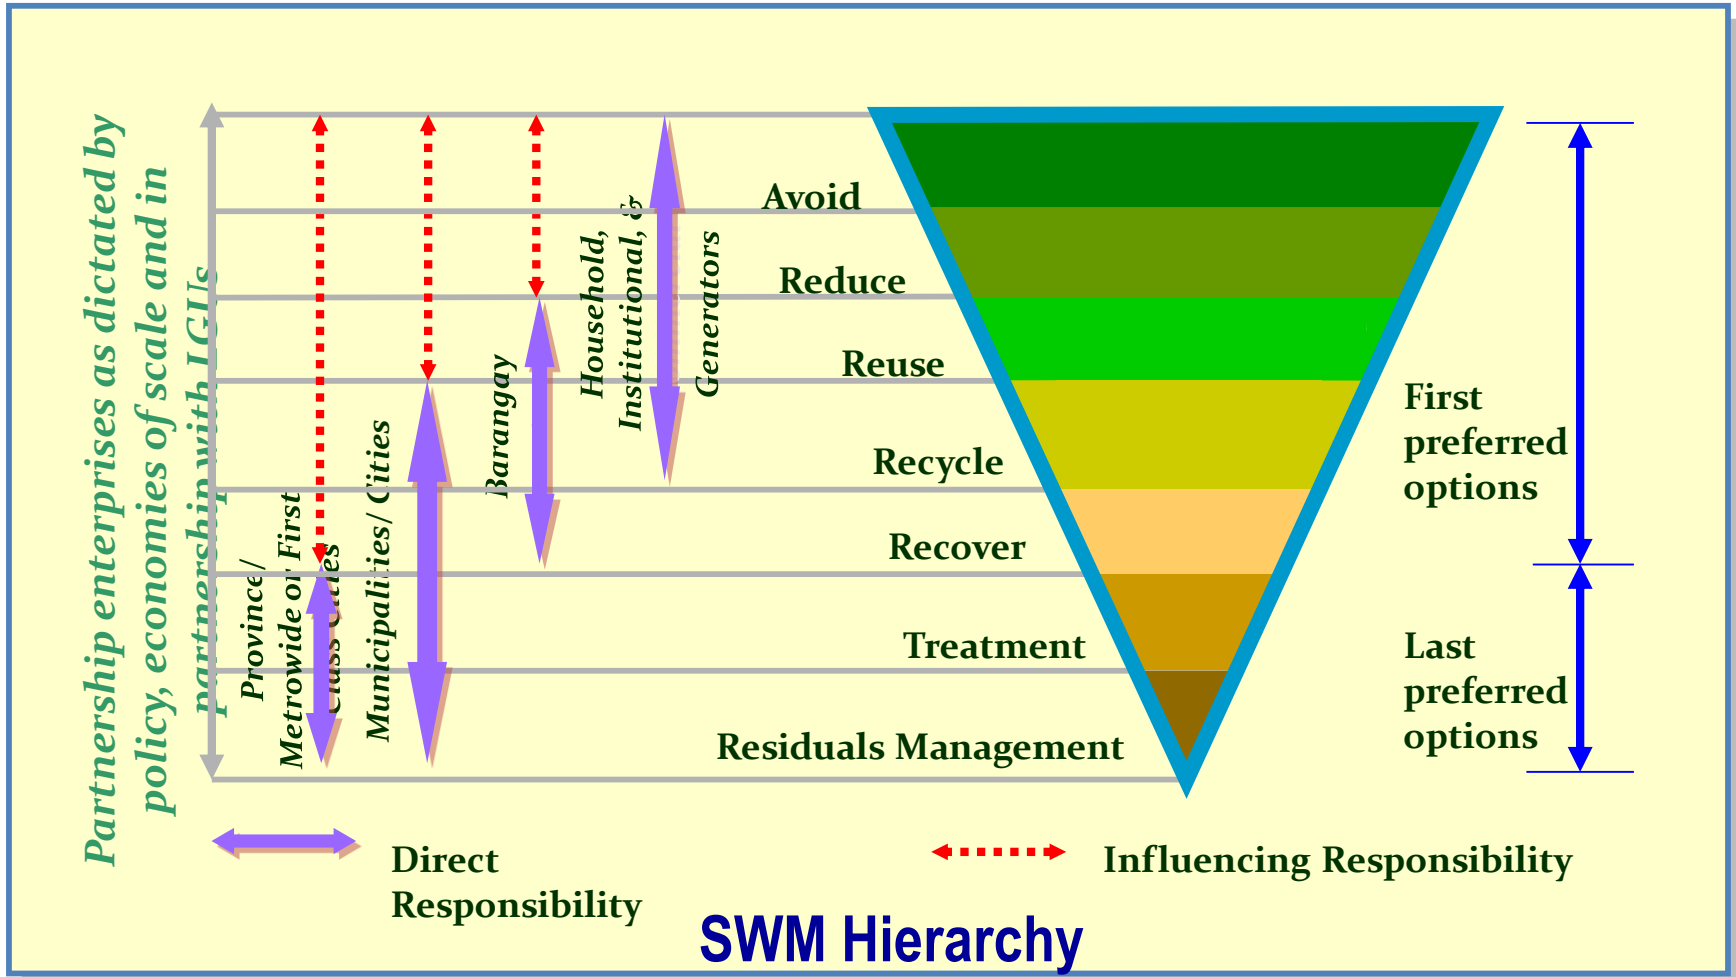 Partnership enterprises as dictated by
policy, economies of scale and in
partnership with LGUs
Province/
Metrowide or First
Class Cities
Municipalities/ Cities
Barangay
Household,
Institutional, &
Generators
Avoid
Reduce
Reuse
Recycle
Recover
Treatment
Residuals Management
First
preferred
options
Last
preferred
options
Direct
Responsibility
Influencing Responsibility
SWM Hierarchy